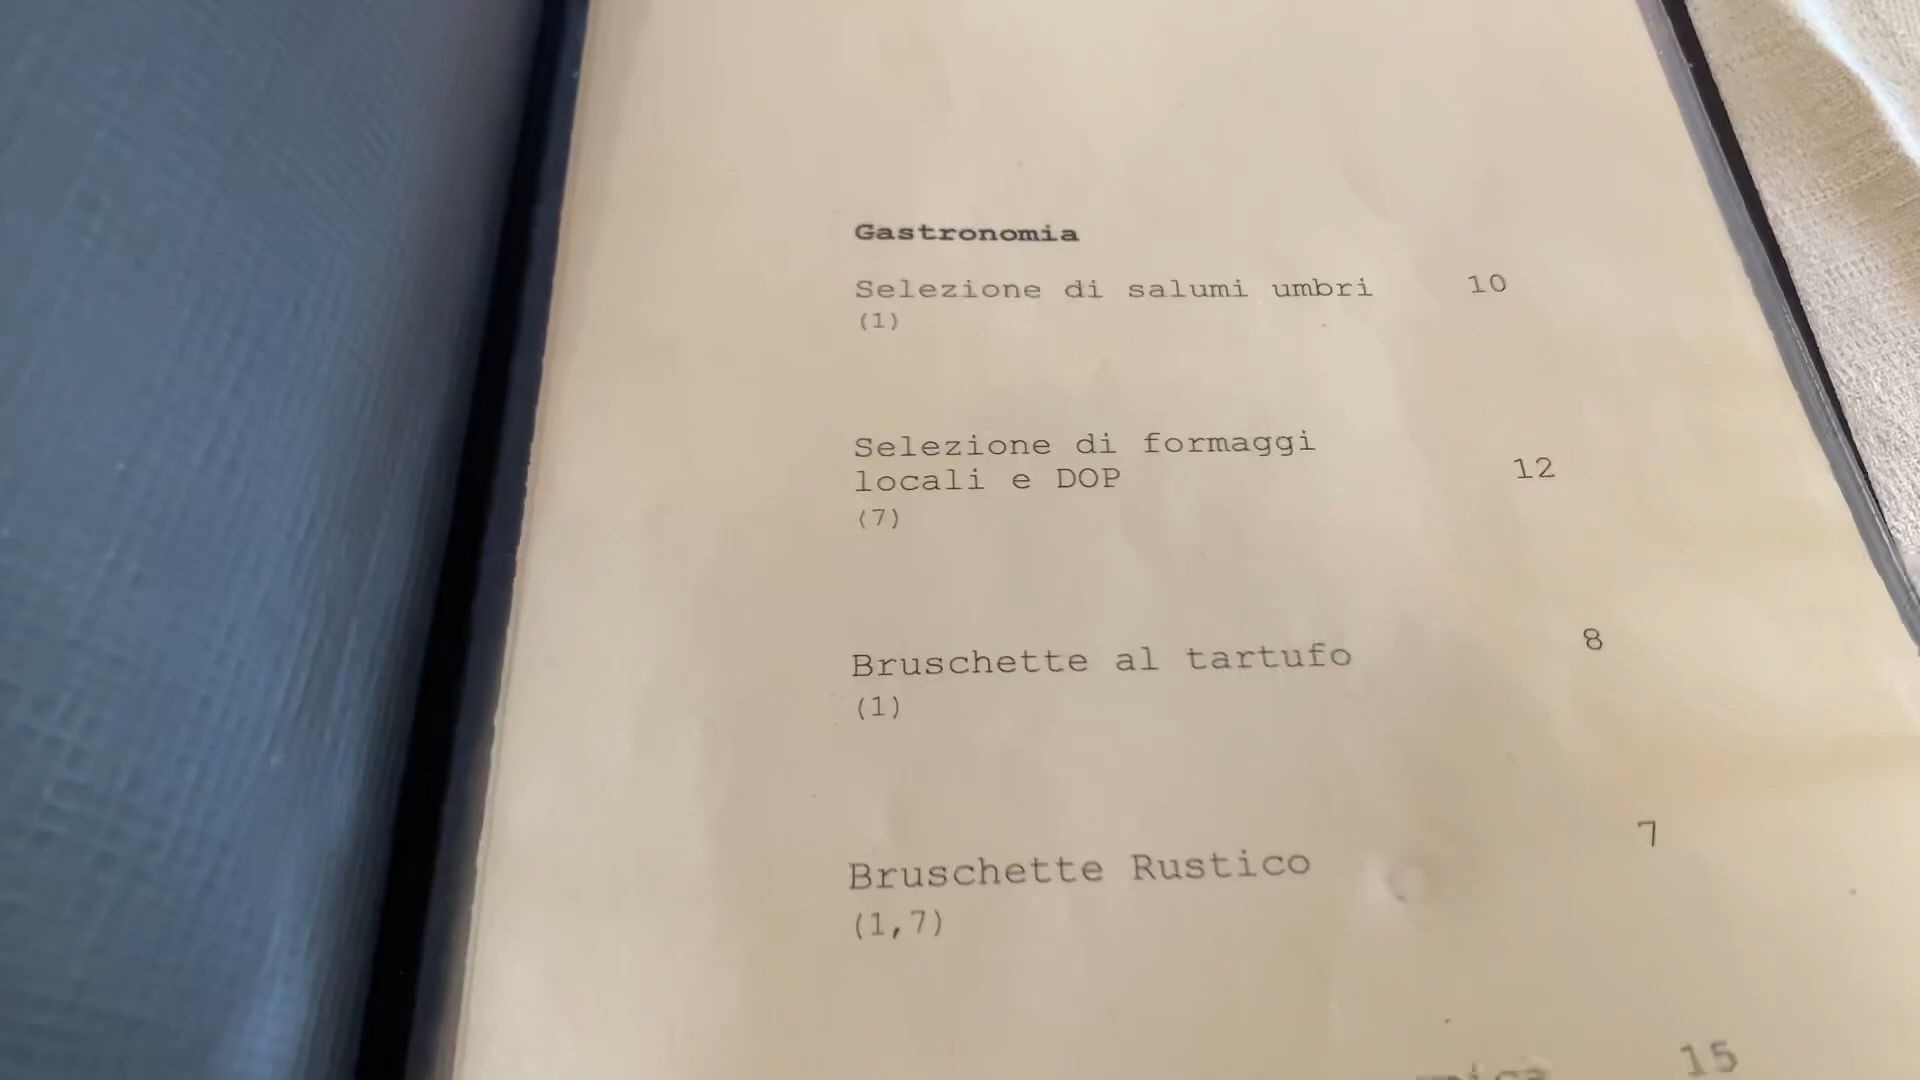 Gastronomia
Selezione di salumi umbri 10
(1)
Selezione di formaggi
locali e DOP 12
(7)
Bruschette al tartufo 8
(1)
Bruschette Rustico 7
(1,7)
15